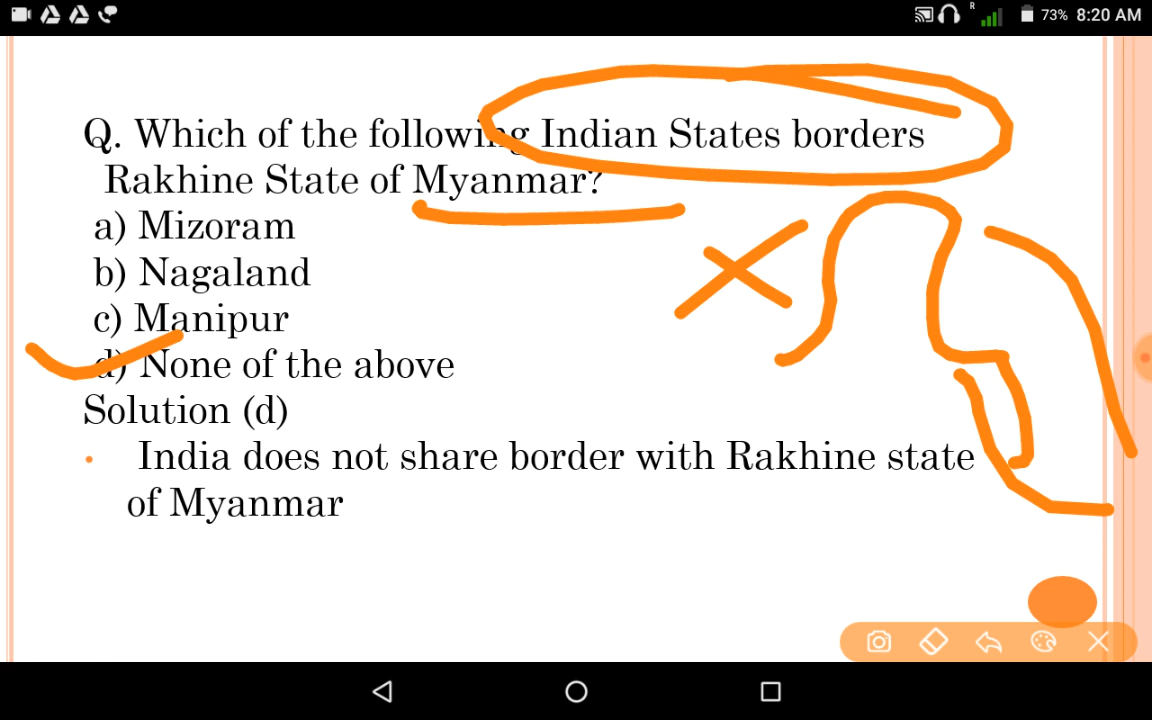 R
73% 8:20 AM
Q. Which of the following Indian States borders
Rakhine State of Myanmar?
a) Mizoram
b) Nagaland
c) Manipur
d) None of the above
Solution (d)
• India does not share border with Rakhine state
of Myanmar